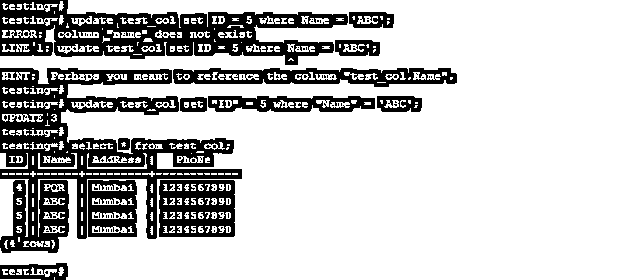 testing=#
testing=# update test_col set ID = 5 where Name = 'ABC';
ERROR:  column "name" does not exist
LINE 1: update test_col set ID = 5 where Name = 'ABC';
                                         ^
HINT:  Perhaps you meant to reference the column "test_col.Name".
testing=#
testing=# update test_col set "ID" = 5 where "Name" = 'ABC';
UPDATE 3
testing=#
testing=# select * from test_col;
 ID | Name | AddRess |   PhoNe
----+------+---------+------------
  4 | PQR  | Mumbai  | 1234567890
  5 | ABC  | Mumbai  | 1234567890
  5 | ABC  | Mumbai  | 1234567890
  5 | ABC  | Mumbai  | 1234567890
(4 rows)
testing=#